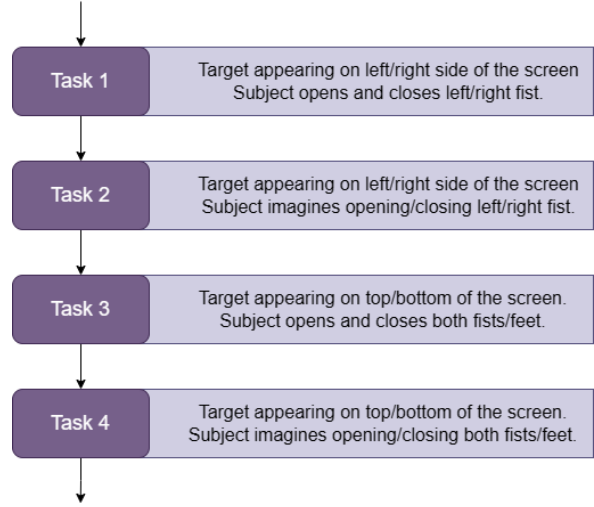 Task 1
Target appearing on left/right side of the screen
Subject opens and closes left/right fist.
Task 2
Target appearing on left/right side of the screen
Subject imagines opening/closing left/right fist.
Task 3
Target appearing on top/bottom of the screen.
Subject opens and closes both fists/feet.
Task 4
Target appearing on top/bottom of the screen.
Subject imagines opening/closing both fists/feet.